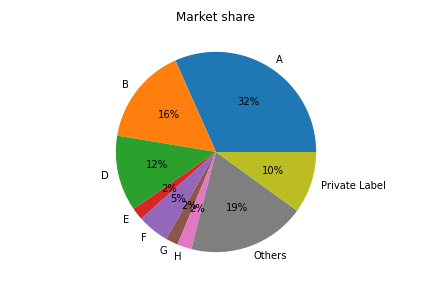 Market share
A
32%
B
16%
D
12%
E
2%
F
5%
G
2%
H
2%
Others
19%
Private Label
10%